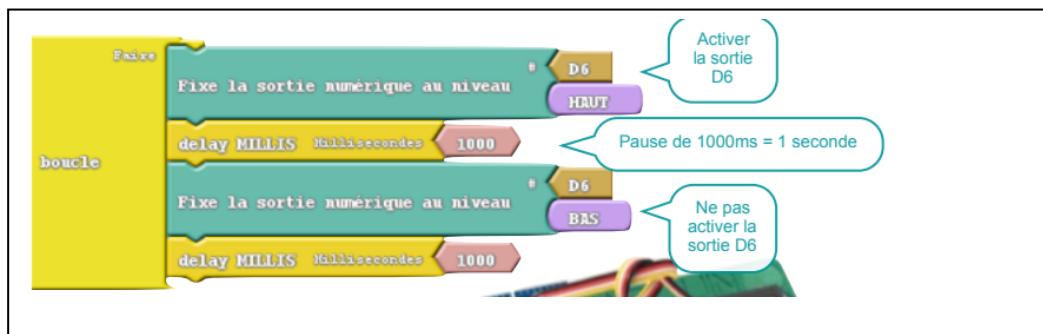 Faire
boucle
Fixe la sortie numérique au niveau
#
D6
HAUT
Activer
la sortie
D6
delay MILLIS Millisecondes 1000
Pause de 1000ms = 1 seconde
Fixe la sortie numérique au niveau
#
D6
BAS
Ne pas
activer la
sortie D6
delay MILLIS Millisecondes 1000